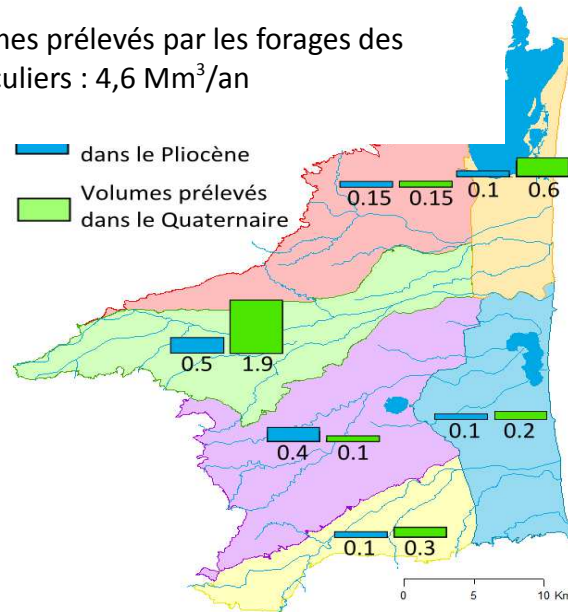 mes prélevés par les forages des
culiers : 4,6 Mm³/an
dans le Pliocène
Volumes prélevés
dans le Quaternaire
0.15 0.15 0.1 0.6
0.5 1.9
0.1 0.2
0.4 0.1
0.1 0.3
0 5 10 Km